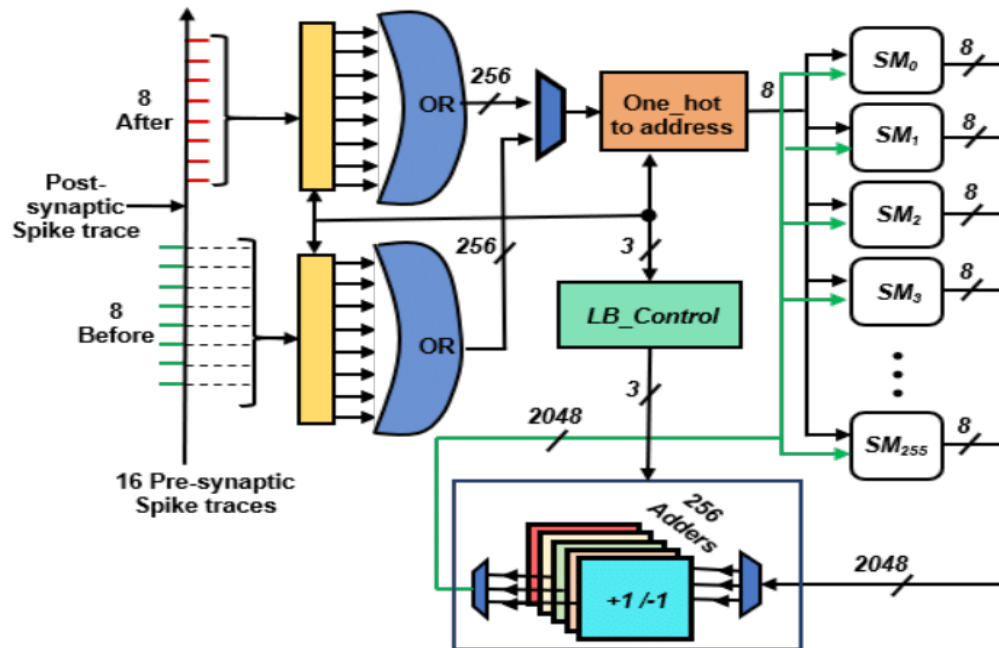 8
After
Post-
synaptic
Spike trace
8
Before
16 Pre-synaptic
Spike traces
OR
256
OR
256
One_hot
to address
8
3
LB_Control
3
2048
256
Adders
+1 /-1
2048
SM0
8
SM1
8
SM2
8
SM3
8
SM255
8